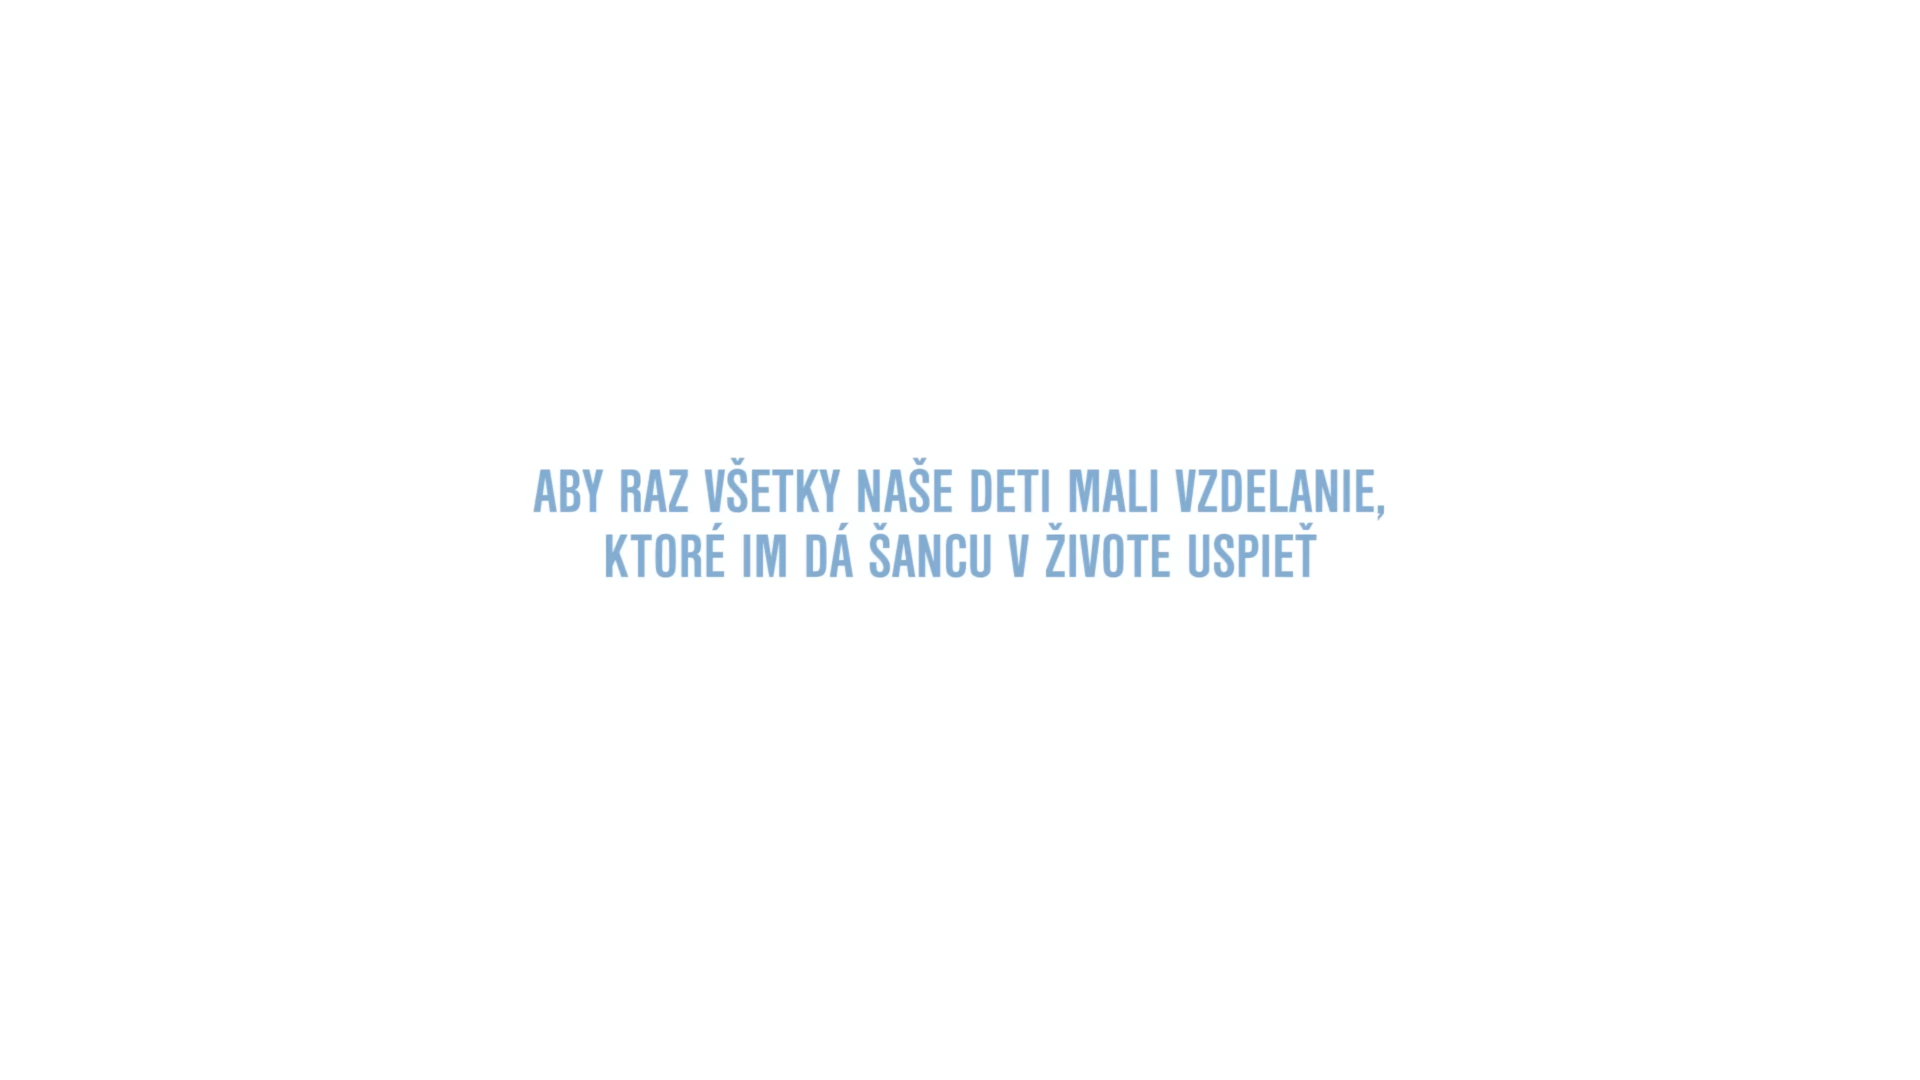 ABY RAZ VŠETKY NAŠE DETI MALI VZDELANIE,
KTORÉ IM DÁ ŠANCU V ŽIVOTE USPIEŤ